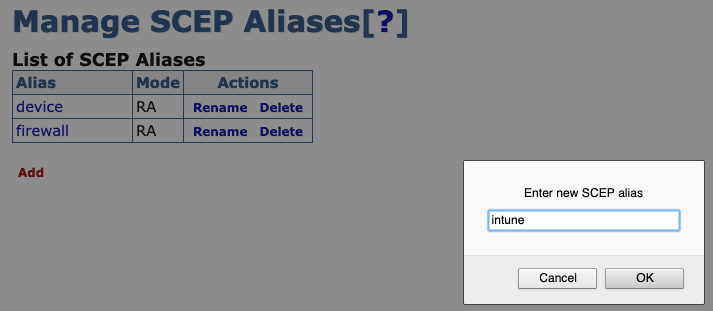 Manage SCEP Aliases[?]
List of SCEP Aliases
Alias Mode Actions
device RA Rename Delete
firewall RA Rename Delete
Add
Enter new SCEP alias
intune
Cancel OK